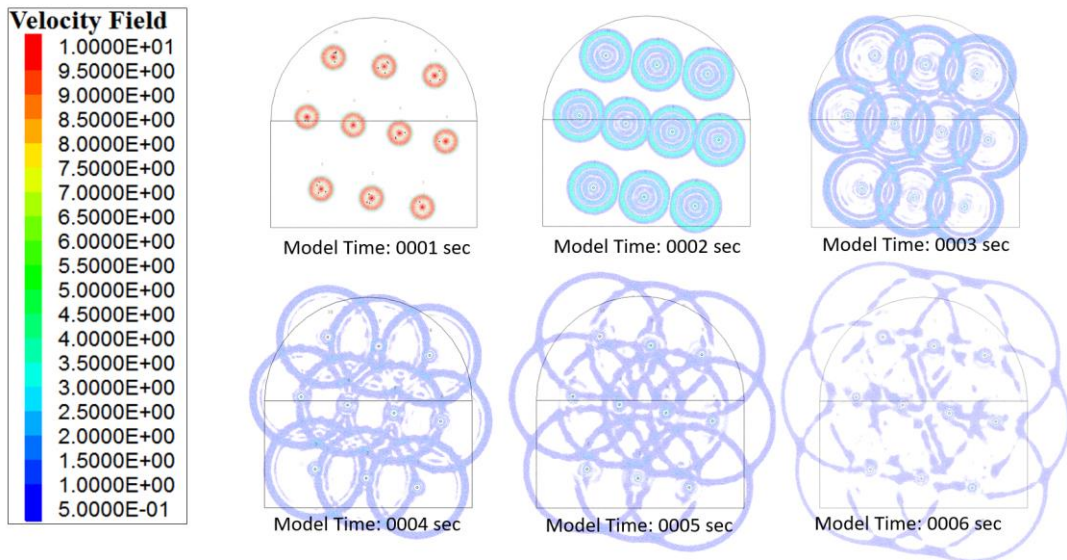 Velocity Field
1.0000E+01
9.5000E+00
9.0000E+00
8.5000E+00
8.0000E+00
7.5000E+00
7.0000E+00
6.5000E+00
6.0000E+00
5.5000E+00
5.0000E+00
4.5000E+00
4.0000E+00
3.5000E+00
3.0000E+00
2.5000E+00
2.0000E+00
1.5000E+00
1.0000E+00
5.0000E-01
Model Time: 0001 sec
Model Time: 0002 sec
Model Time: 0003 sec
Model Time: 0004 sec
Model Time: 0005 sec
Model Time: 0006 sec